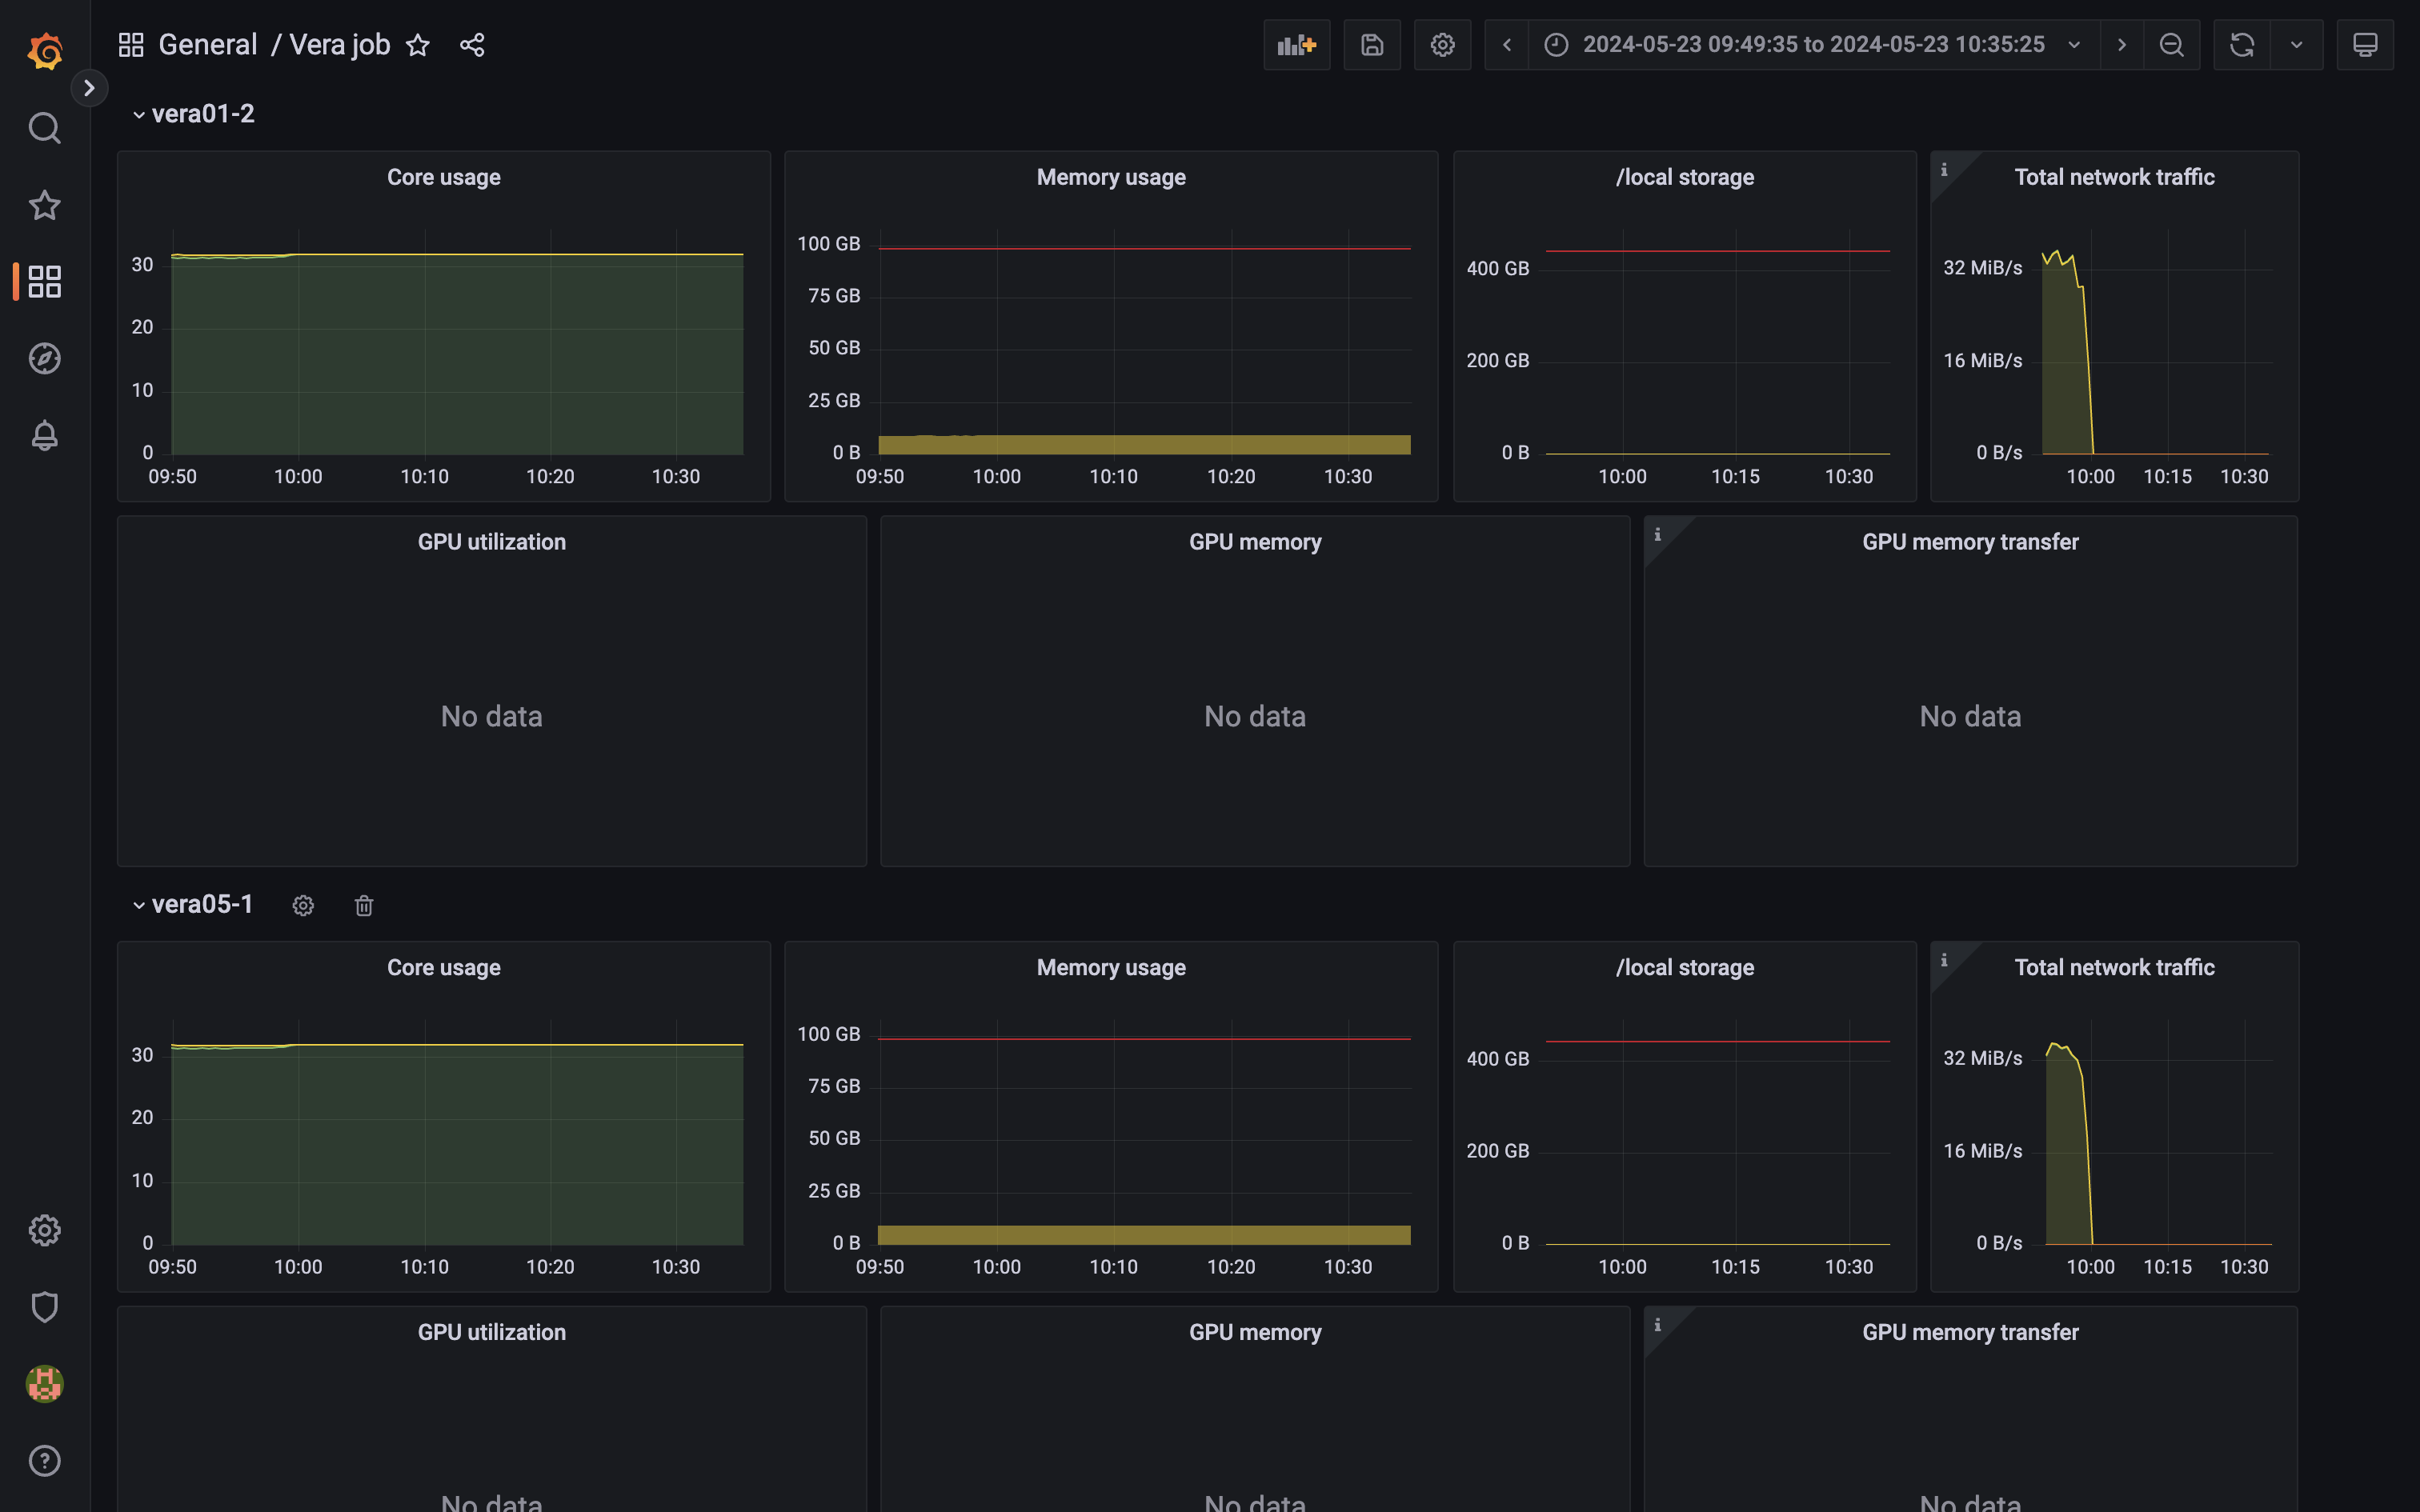 General / Vera job
2024-05-23 09:49:35 to 2024-05-23 10:35:25
vera01-2
Core usage
30
20
10
0
09:50 10:00 10:10 10:20 10:30
Memory usage
100 GB
75 GB
50 GB
25 GB
0 B
09:50 10:00 10:10 10:20 10:30
/local storage
400 GB
200 GB
0 B
10:00 10:15 10:30
i
Total network traffic
32 MiB/s
16 MiB/s
0 B/s
10:00 10:15 10:30
GPU utilization
No data
GPU memory
No data
i
GPU memory transfer
No data
vera05-1
Core usage
30
20
10
0
09:50 10:00 10:10 10:20 10:30
Memory usage
100 GB
75 GB
50 GB
25 GB
0 B
09:50 10:00 10:10 10:20 10:30
/local storage
400 GB
200 GB
0 B
10:00 10:15 10:30
i
Total network traffic
32 MiB/s
16 MiB/s
0 B/s
10:00 10:15 10:30
GPU utilization
No data
GPU memory
No data
i
GPU memory transfer
No data